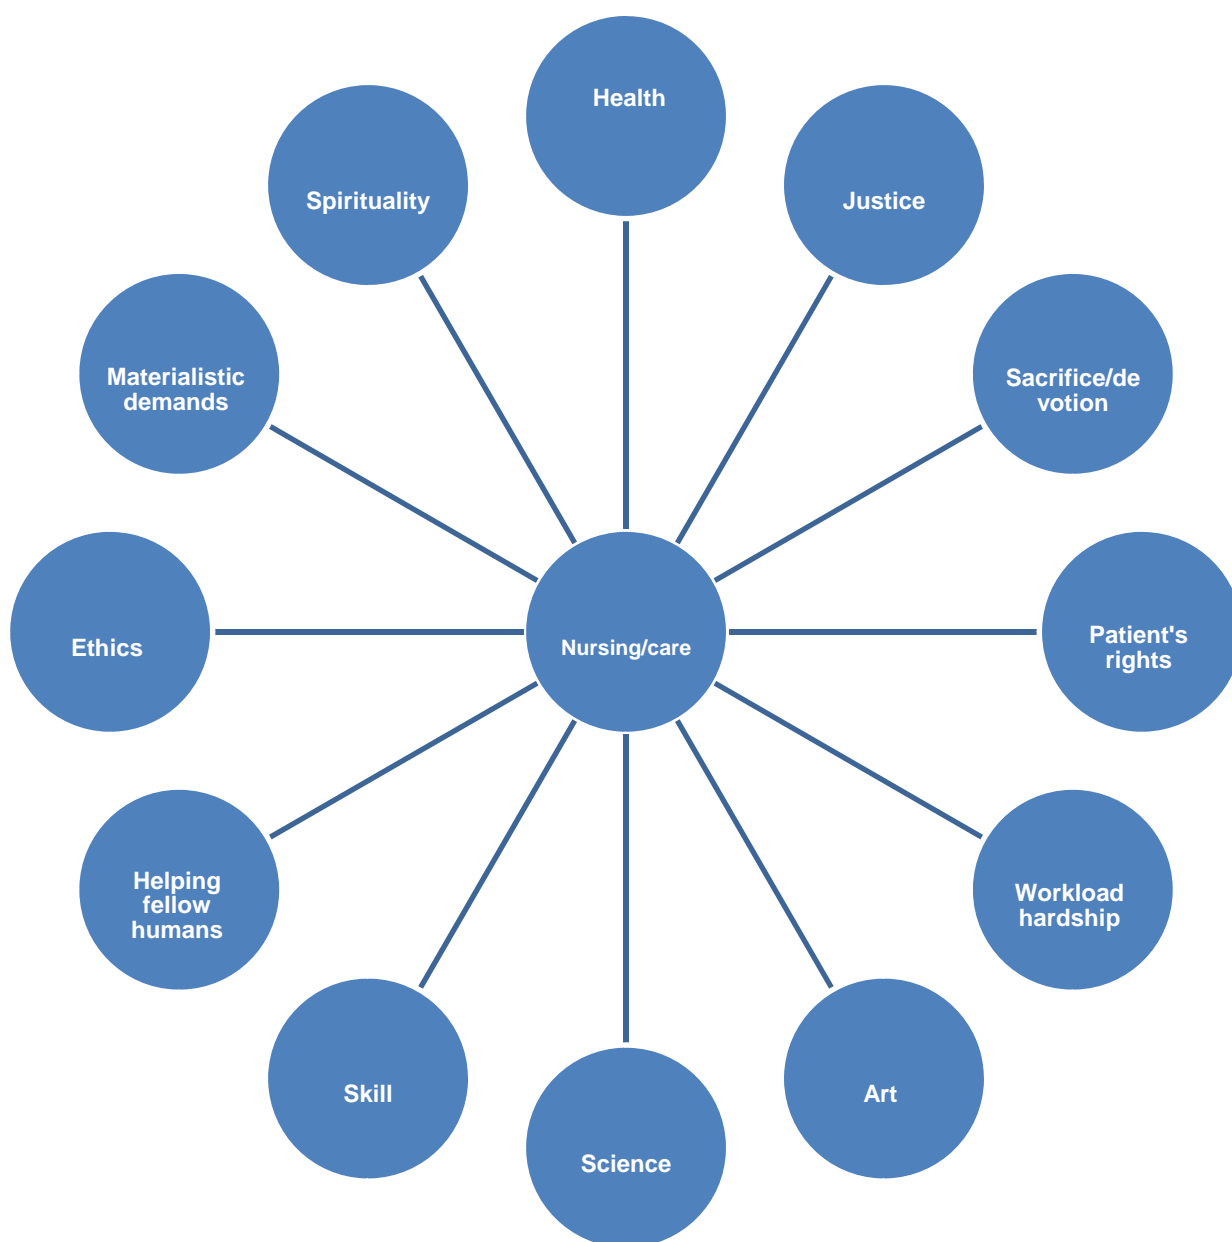 Health
Justice
Spirituality
Sacrifice/de
votion
Materialistic
demands
Patient's
rights
Nursing/care
Ethics
Workload
hardship
Helping
fellow
humans
Art
Skill
Science